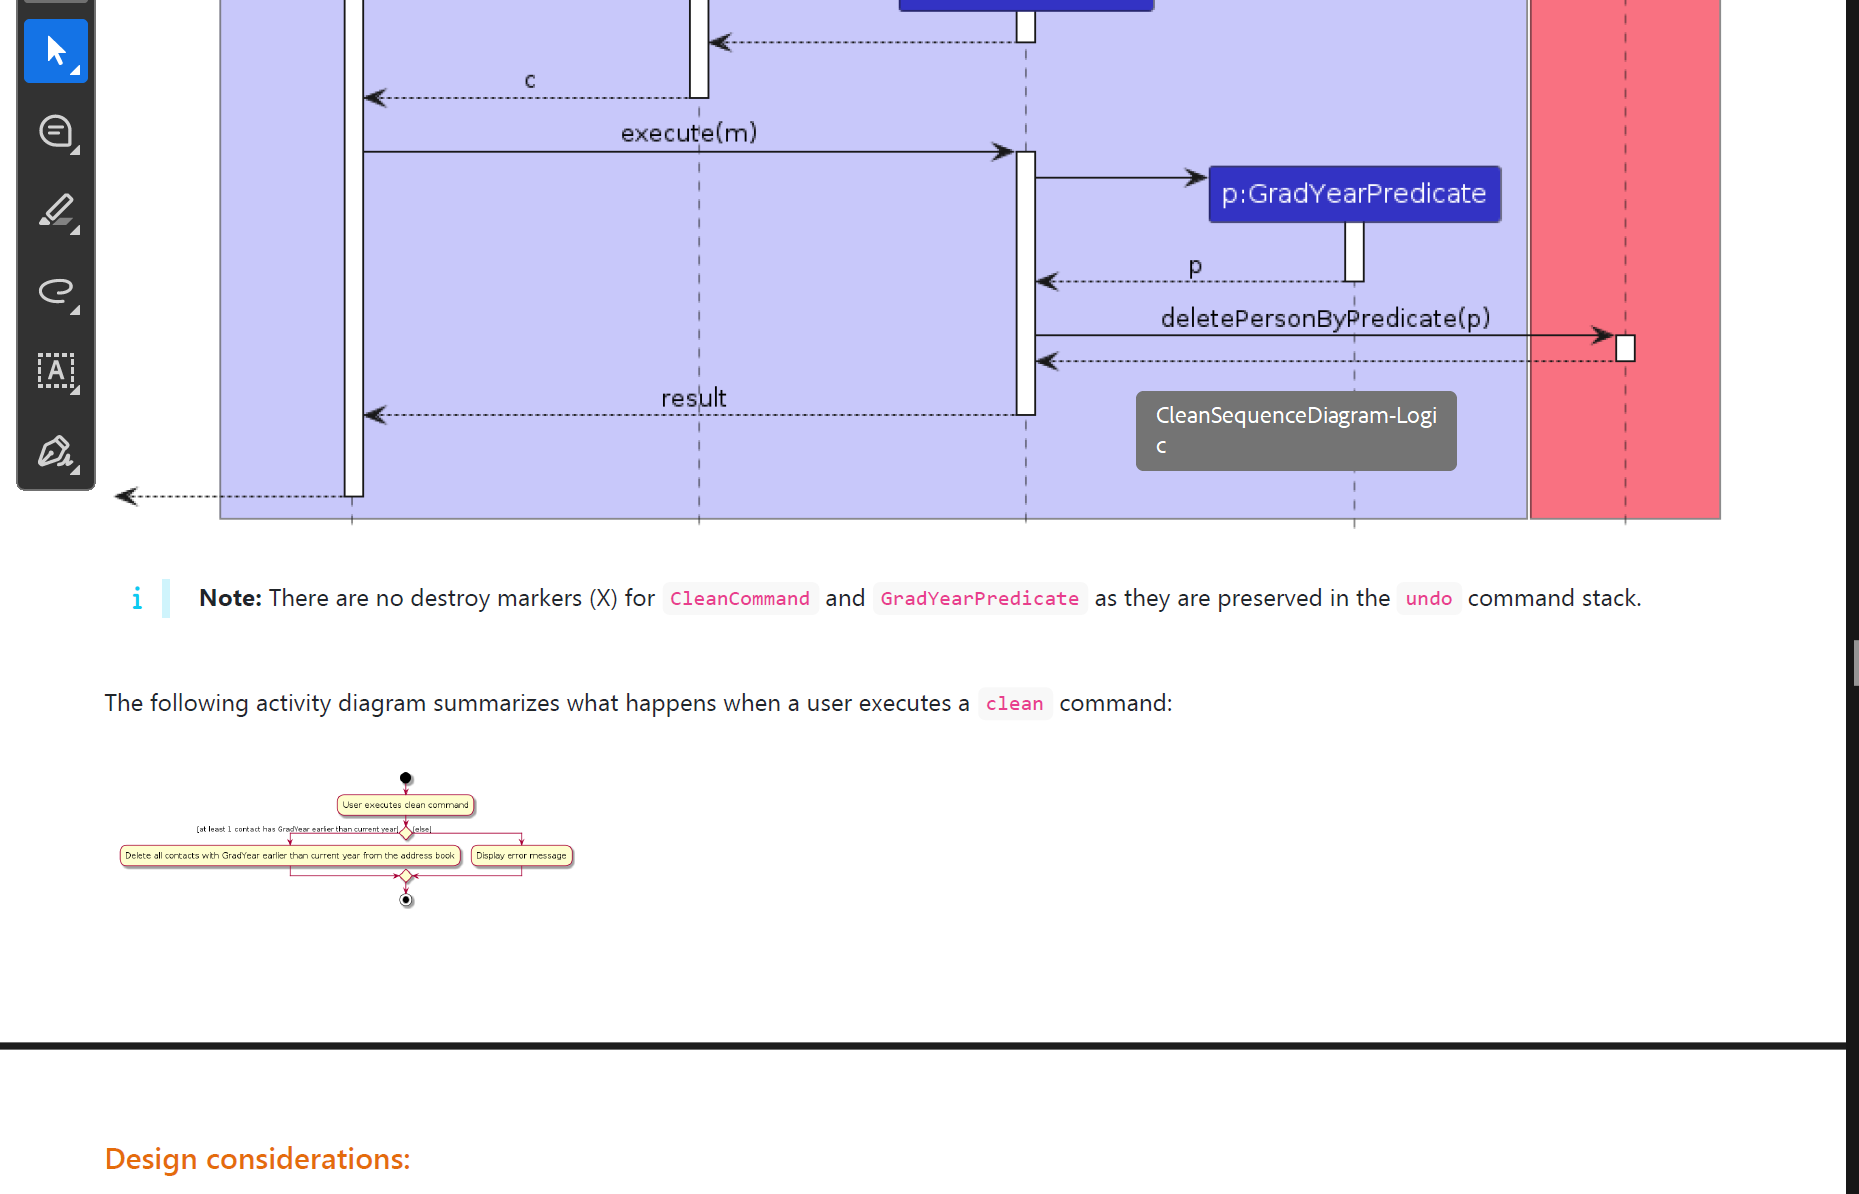 c
execute(m)
p:GradYearPredicate
p
deletePersonByPredicate(p)
result
CleanSequenceDiagram-Logi
c
A
i
Note: There are no destroy markers (X) for CleanCommand and GradYearPredicate as they are preserved in the undo command stack.
The following activity diagram summarizes what happens when a user executes a clean command:
User executes clean command
[at least 1 contact has GradYear earlier than current year] [else]
Delete all contacts with GradYear earlier than current year from the address book
Display error message
Design considerations: